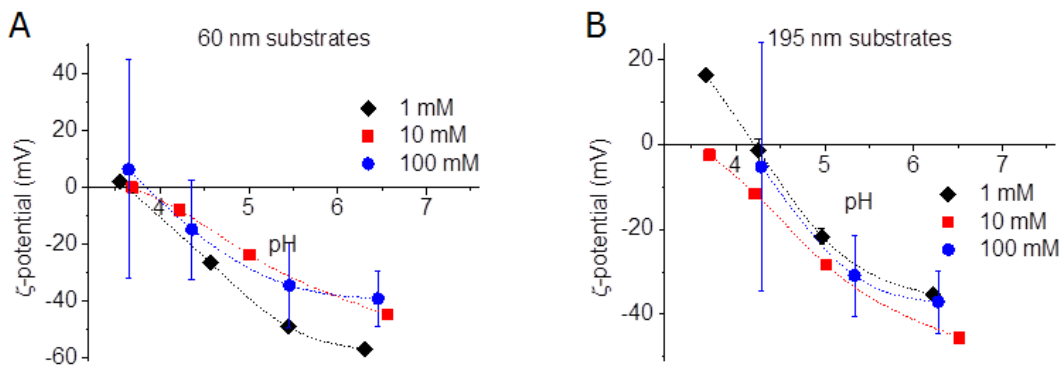 A
60 nm substrates
40
20
0
-20
-40
-60
4
5
6
7
pH
ζ-potential (mV)
1 mM
10 mM
100 mM
B
195 nm substrates
20
0
-20
-40
4
5
6
7
pH
ζ-potential (mV)
1 mM
10 mM
100 mM